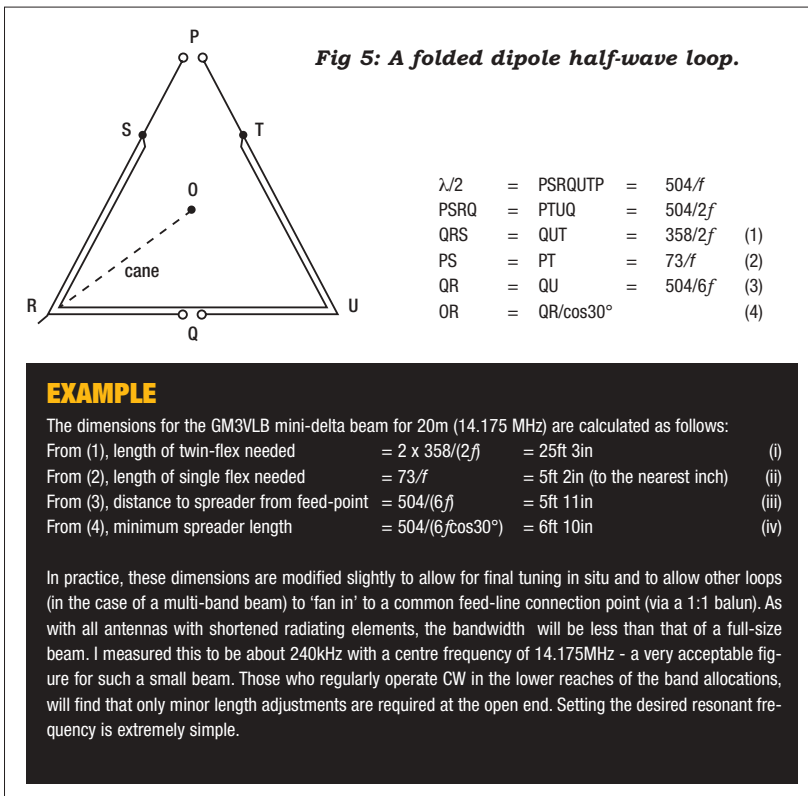 P
Fig 5: A folded dipole half-wave loop.
S
T
O
cane
R
U
Q
λ/2 = PSRQUTP = 504/f
PSRQ = PTUQ = 504/2f
QRS = QUT = 358/2f (1)
PS = PT = 73/f (2)
QR = QU = 504/6f (3)
OR = QR/cos30° (4)
EXAMPLE
The dimensions for the GM3VLB mini-delta beam for 20m (14.175 MHz) are calculated as follows:
From (1), length of twin-flex needed = 2 x 358/(2f) = 25ft 3in (i)
From (2), length of single flex needed = 73/f = 5ft 2in (to the nearest inch) (ii)
From (3), distance to spreader from feed-point = 504/(6f) = 5ft 11in (iii)
From (4), minimum spreader length = 504/(6fcos30°) = 6ft 10in (iv)
In practice, these dimensions are modified slightly to allow for final tuning in situ and to allow other loops
(in the case of a multi-band beam) to ‘fan in’ to a common feed-line connection point (via a 1:1 balun). As
with all antennas with shortened radiating elements, the bandwidth will be less than that of a full-size
beam. I measured this to be about 240kHz with a centre frequency of 14.175MHz - a very acceptable fig-
ure for such a small beam. Those who regularly operate CW in the lower reaches of the band allocations,
will find that only minor length adjustments are required at the open end. Setting the desired resonant fre-
quency is extremely simple.